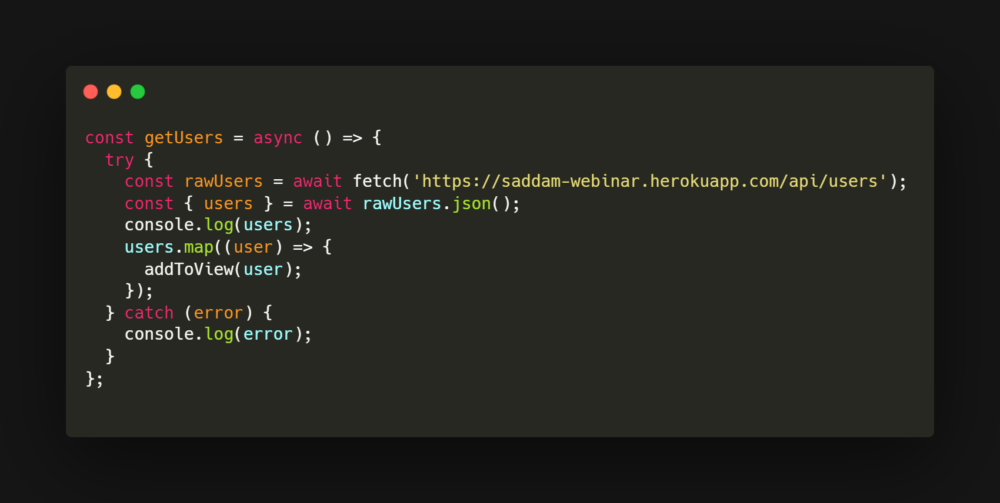 const getUsers = async () => {
  try {
    const rawUsers = await fetch('https://saddam-webinar.herokuapp.com/api/users');
    const { users } = await rawUsers.json();
    console.log(users);
    users.map((user) => {
      addToView(user);
    });
  } catch (error) {
    console.log(error);
  }
};